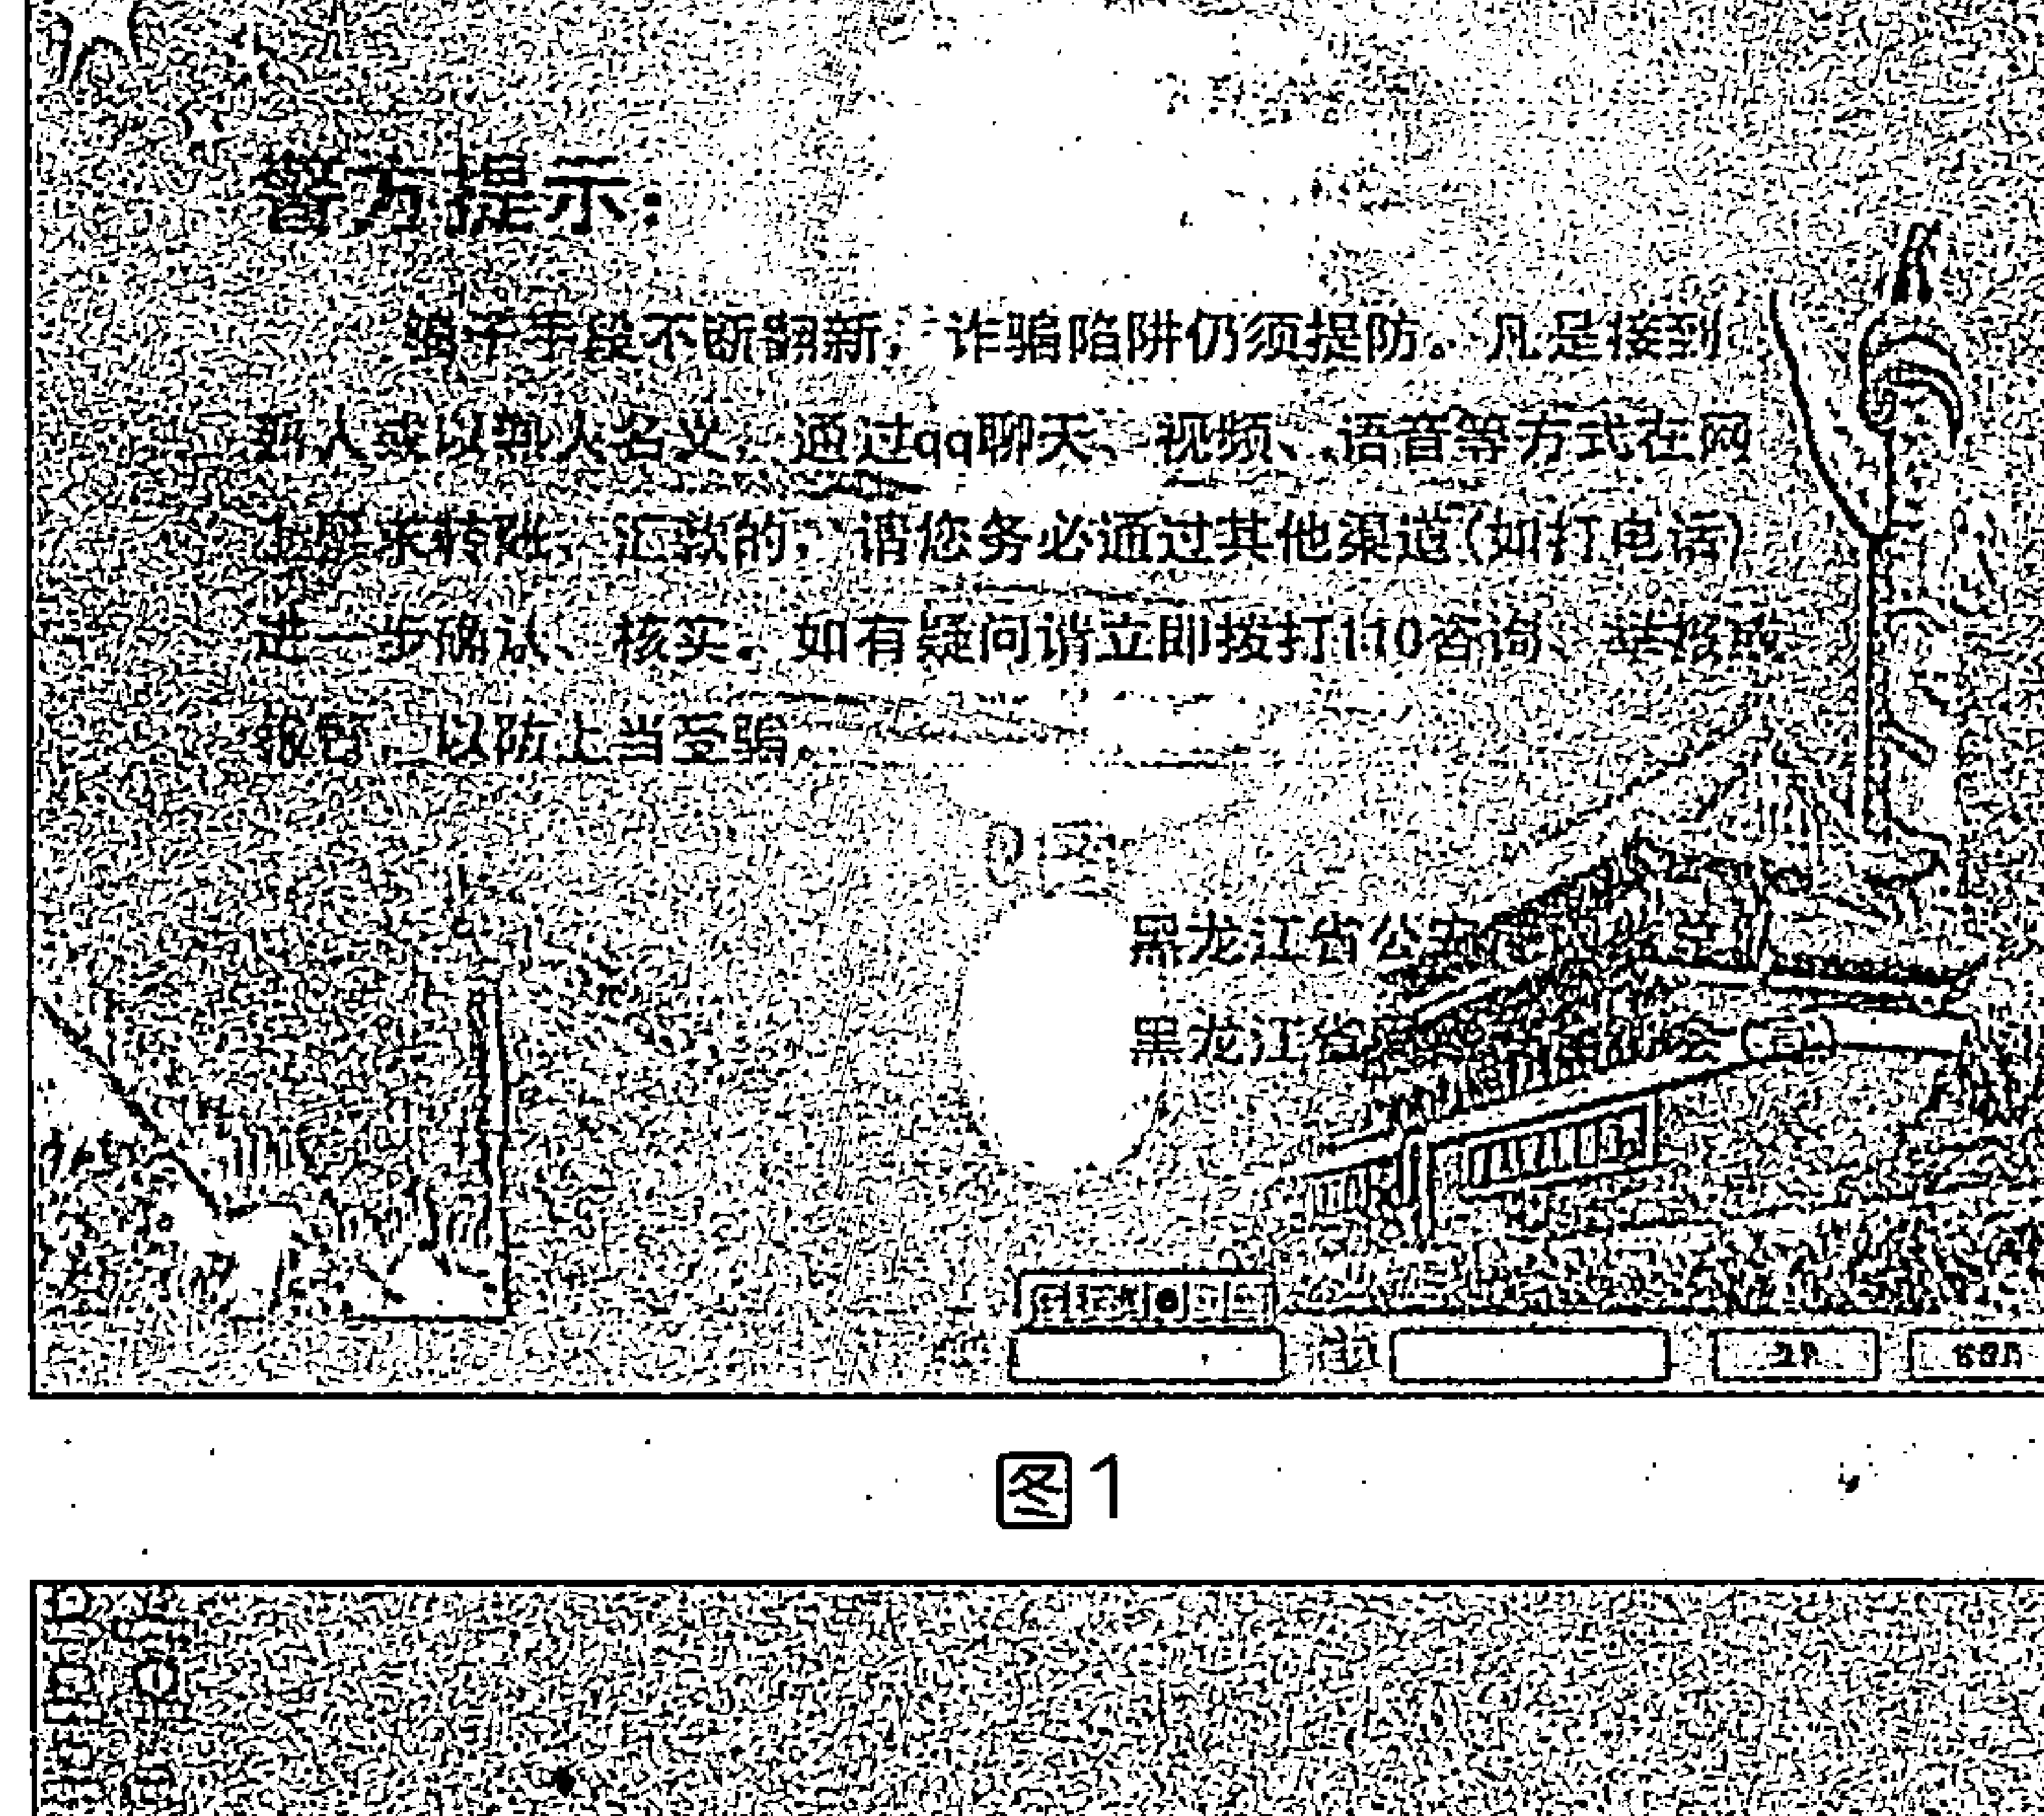 警方提示：
骗子手段不断翻新，诈骗陷阱仍须提防。凡是接到
熟人或以熟人名义，通过qq聊天、视频、语音等方式在网
上要求转账、汇款的，请您务必通过其他渠道(如打电话)
进一步确认、核实。如有疑问请立即拨打110咨询、举报或
报警，以防上当受骗。
黑龙江省公安
黑龙江省
图1